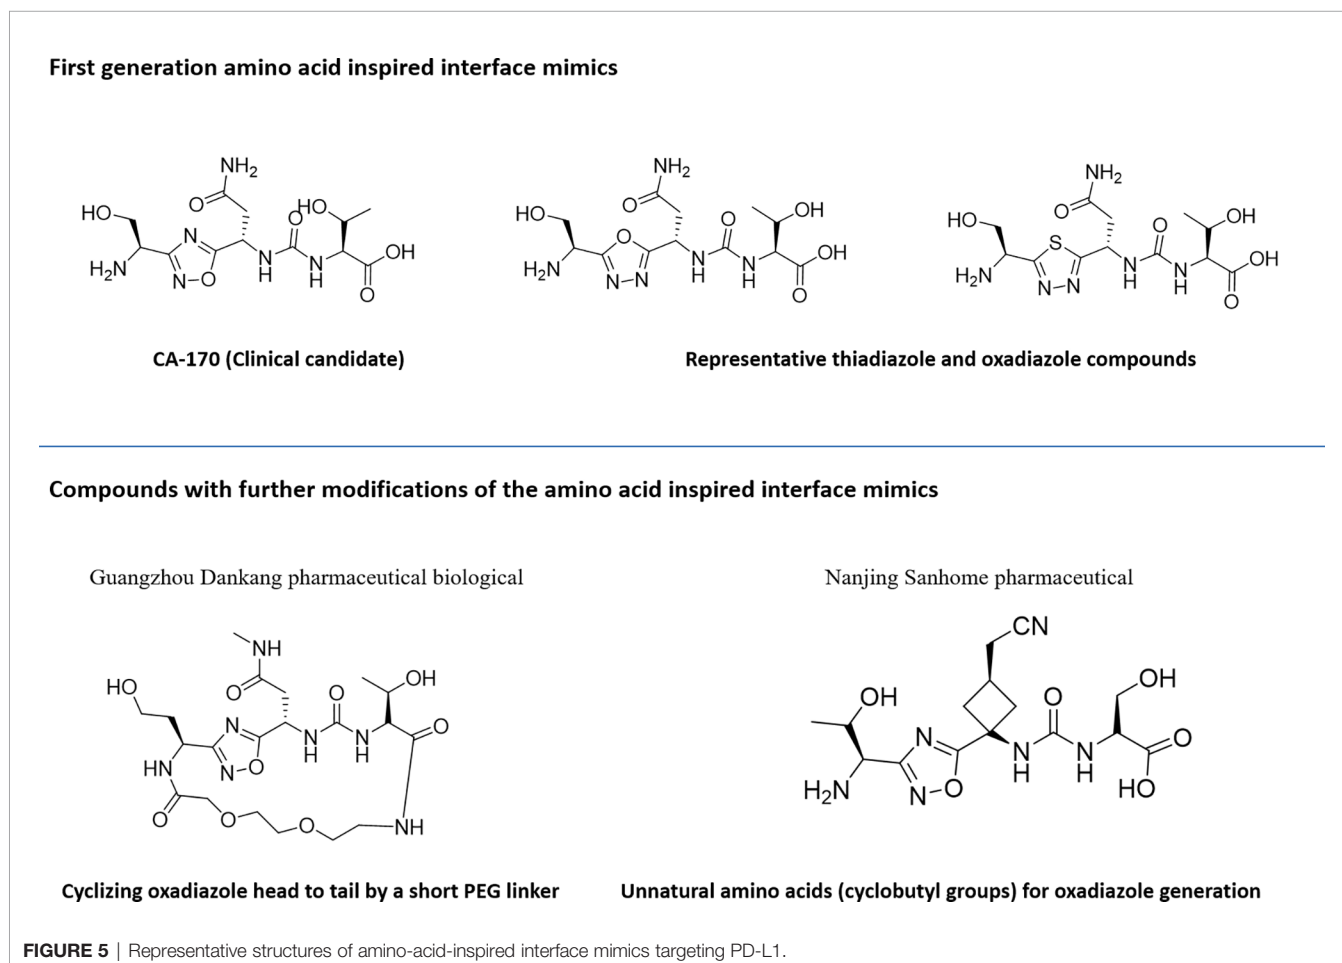 First generation amino acid inspired interface mimics
NH2
O
HO
H2N
N
N
O
N
H
O
N
H
HO
OH
O
NH2
O
HO
H2N
O
N
N
N
H
O
N
H
OH
OH
O
NH2
O
HO
H2N
S
N
N
N
H
O
N
H
OH
OH
O
CA-170 (Clinical candidate)
Representative thiadiazole and oxadiazole compounds
Compounds with further modifications of the amino acid inspired interface mimics
Guangzhou Dankang pharmaceutical biological
Nanjing Sanhome pharmaceutical
NH
O
HO
N
N
O
N
H
O
N
H
OH
O
HN
O
O
O
NH
CN
OH
H2N
N
N
O
N
H
O
N
H
OH
O
HO
Cyclizing oxadiazole head to tail by a short PEG linker
Unnatural amino acids (cyclobutyl groups) for oxadiazole generation
FIGURE 5 | Representative structures of amino-acid-inspired interface mimics targeting PD-L1.